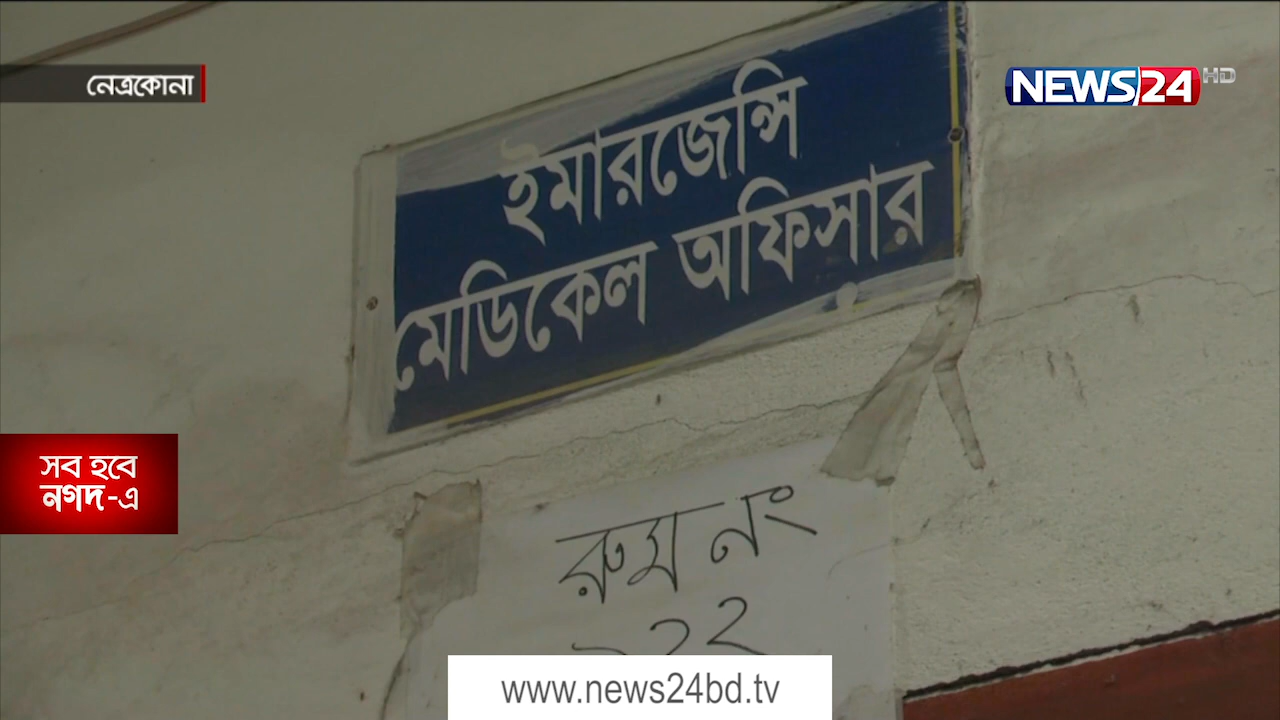 নেত্রকোনা
NEWS24 HD
ইমারজেন্সি
মেডিকেল অফিসার
সব হবে
নগদ-এ
রুম নং
www.news24bd.tv